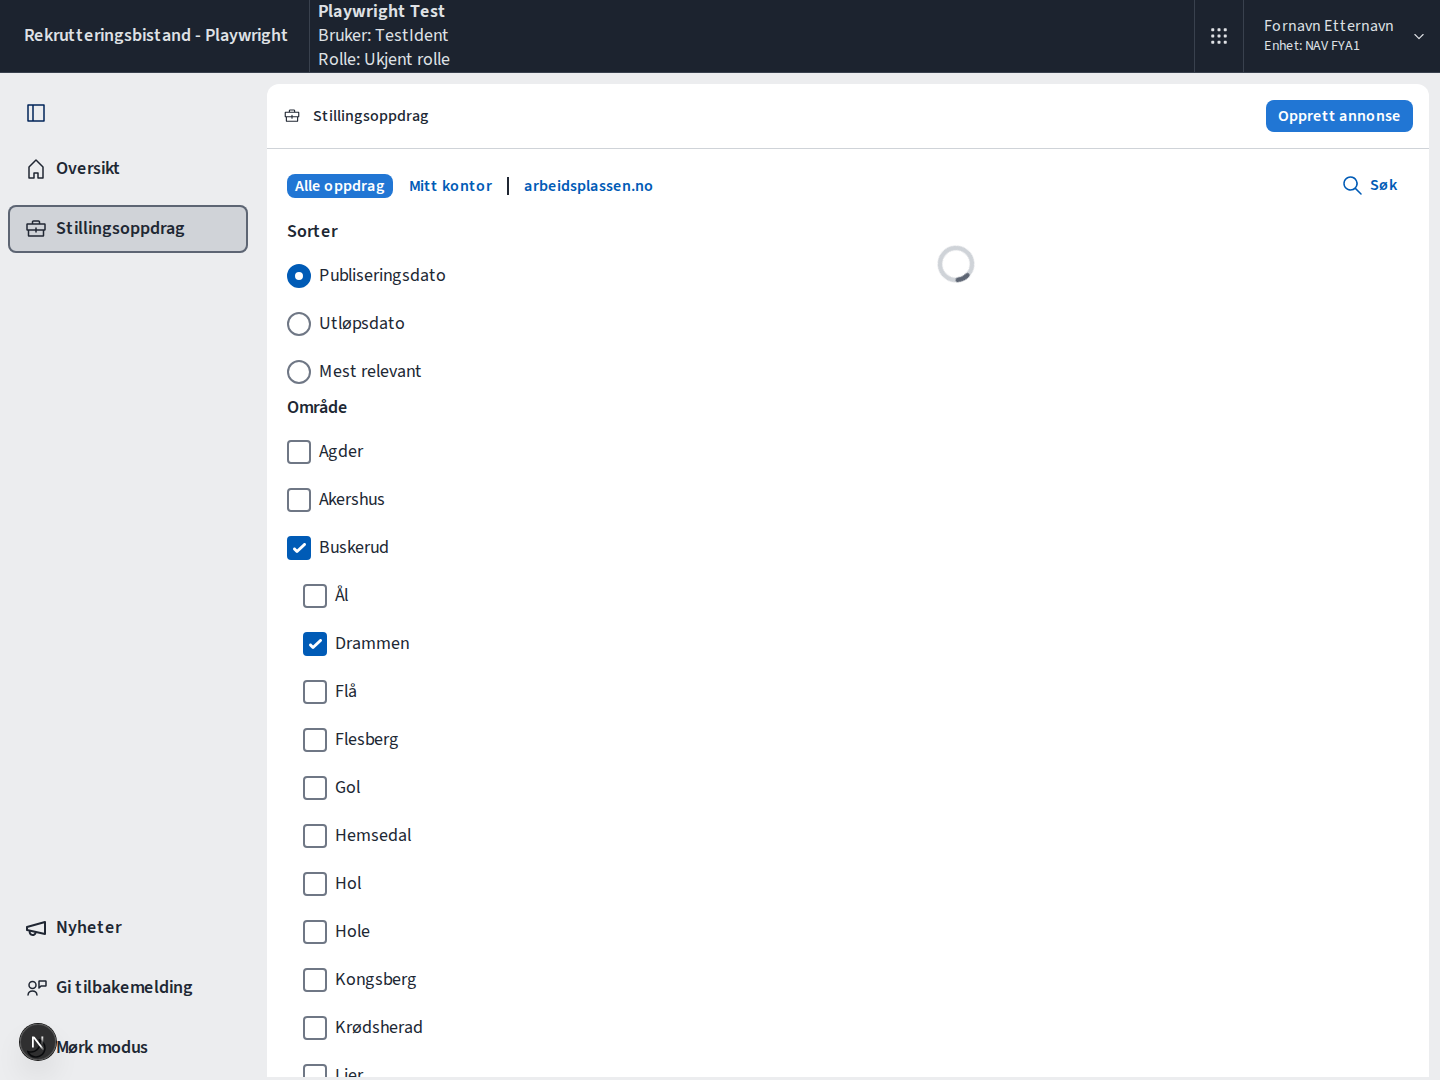 Rekrutteringsbistand - Playwright
Playwright Test
Bruker: TestIdent
Rolle: Ukjent rolle
Fornavn Etternavn
Enhet: NAV FYA1
Oversikt
Stillingsoppdrag
Nyheter
Gi tilbakemelding
N
Mørk modus
Stillingsoppdrag
Opprett annonse
Alle oppdrag
Mitt kontor
arbeidsplassen.no
Søk
Sorter
Publiseringsdato
Utløpsdato
Mest relevant
Område
Agder
Akershus
Buskerud
Ål
Drammen
Flå
Flesberg
Gol
Hemsedal
Hol
Hole
Kongsberg
Krødsherad
Lier